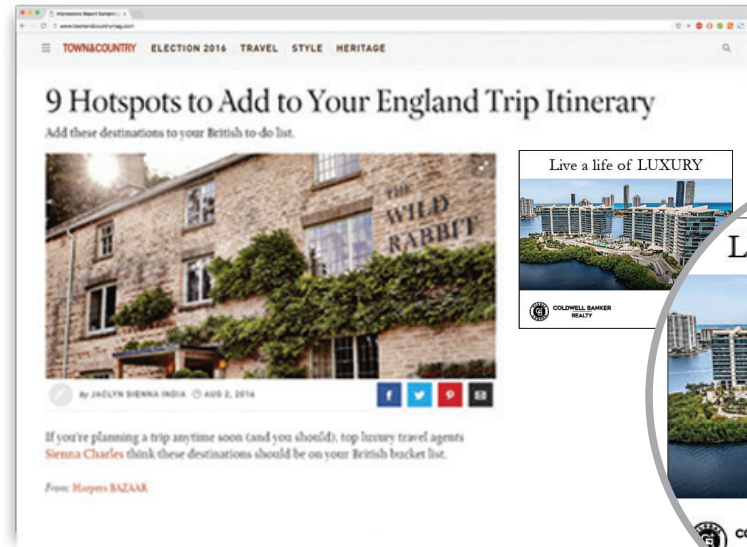 www.townandcountrymag.com
TOWN&COUNTRY ELECTION 2016 TRAVEL STYLE HERITAGE
9 Hotspots to Add to Your England Trip Itinerary
Add these destinations to your British to-do list.
THE
WILD
RABBIT
by JACLYN SIENNA INDIA AUG 2, 2016
If you're planning a trip anytime soon (and you should), top luxury travel agents
Sienna Charles think these destinations should be on your British bucket list.
From: Harpers BAZAAR
Live a life of LUXURY
COLDWELL BANKER
REALTY
L
CO